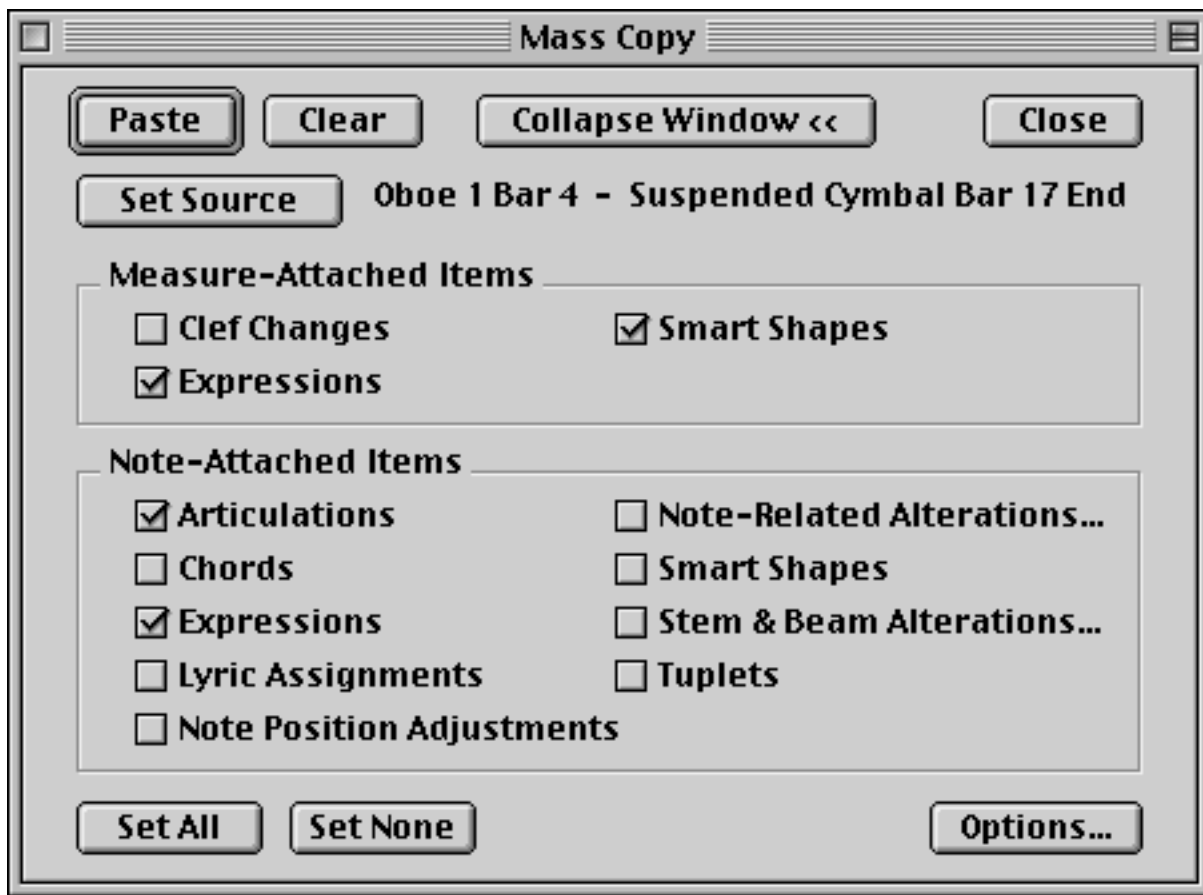 Mass Copy
Paste Clear Collapse Window << Close
Set Source Oboe 1 Bar 4 - Suspended Cymbal Bar 17 End
Measure-Attached Items
Clef Changes Smart Shapes
Expressions
Note-Attached Items
Articulations Note-Related Alterations...
Chords Smart Shapes
Expressions Stem & Beam Alterations...
Lyric Assignments Tuplets
Note Position Adjustments
Set All Set None Options...